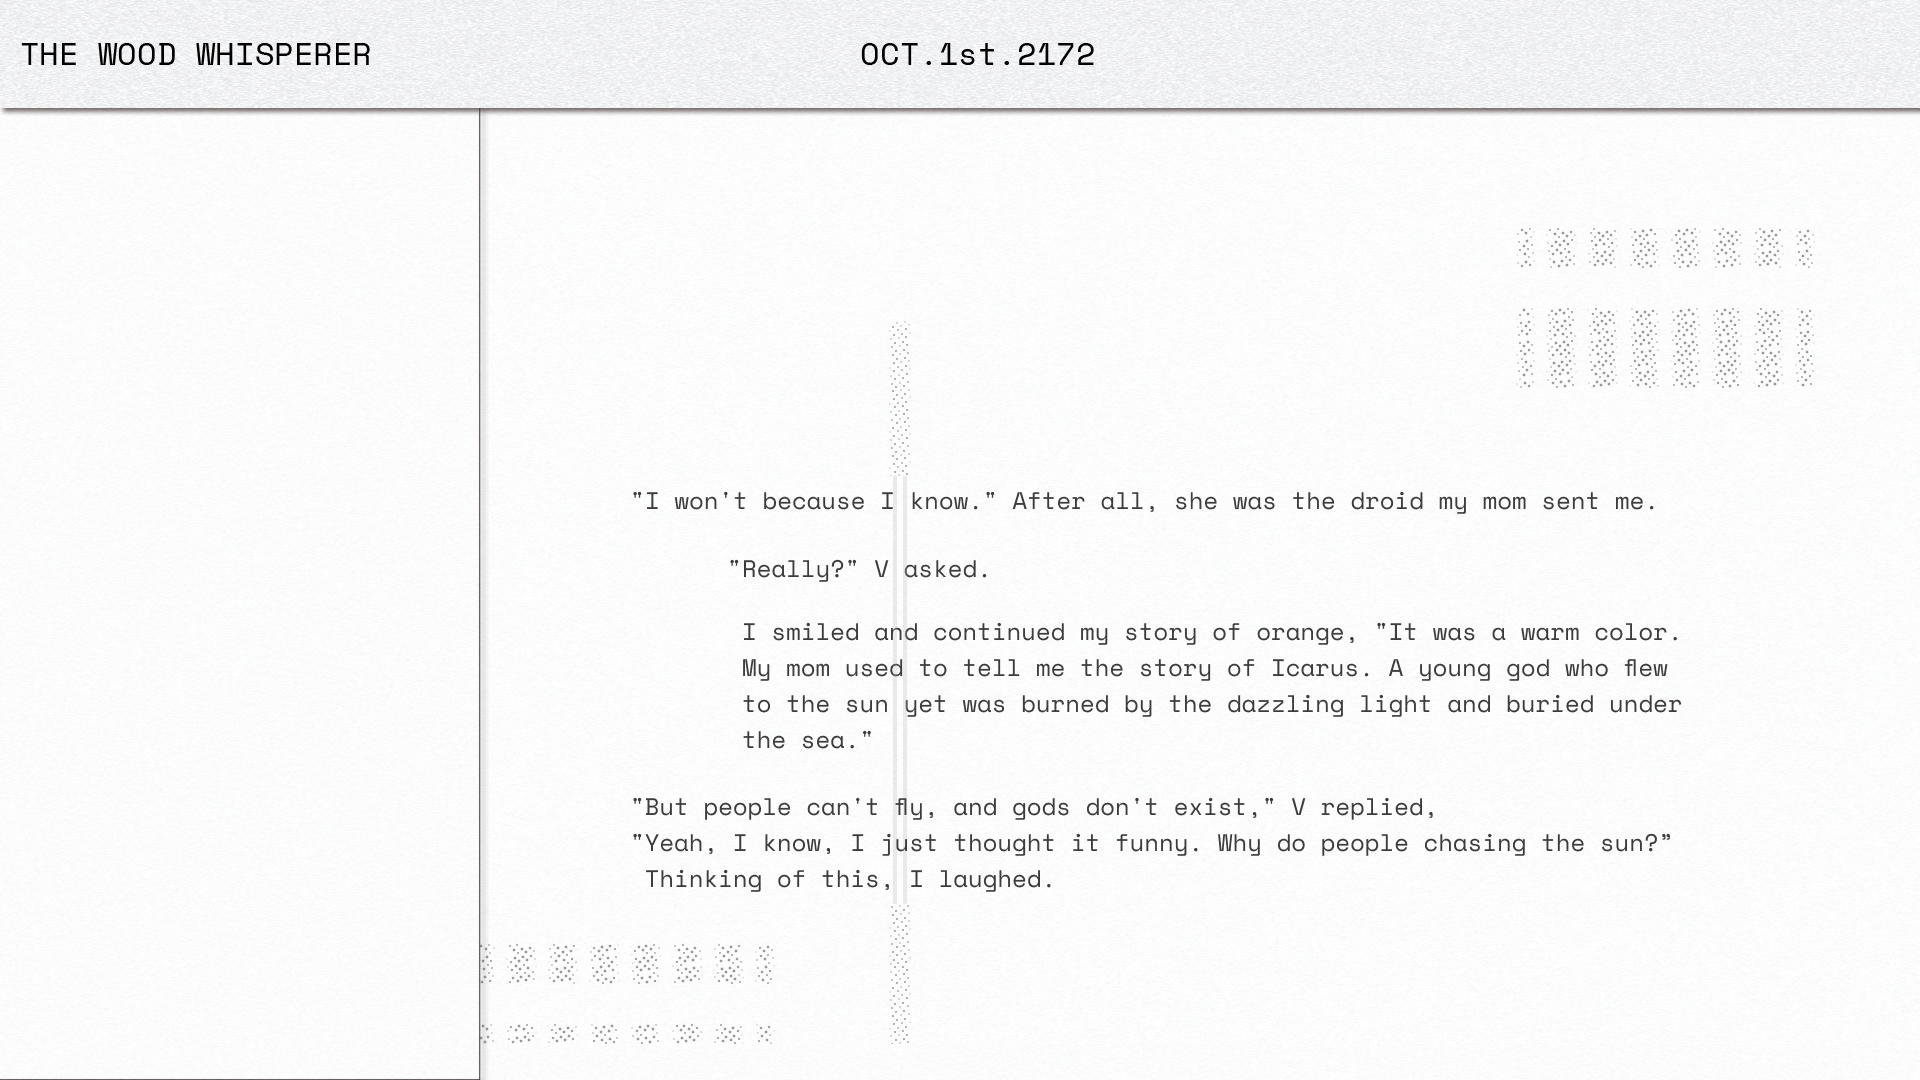 THE WOOD WHISPERER
OCT.1st.2172
"I won't because I know." After all, she was the droid my mom sent me.
"Really?" V asked.
I smiled and continued my story of orange, "It was a warm color.
My mom used to tell me the story of Icarus. A young god who flew
to the sun yet was burned by the dazzling light and buried under
the sea."
"But people can't fly, and gods don't exist," V replied,
"Yeah, I know, I just thought it funny. Why do people chasing the sun?"
Thinking of this, I laughed.